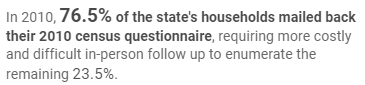 In 2010, 76.5% of the state's households mailed back
their 2010 census questionnaire, requiring more costly
and difficult in-person follow up to enumerate the
remaining 23.5%.